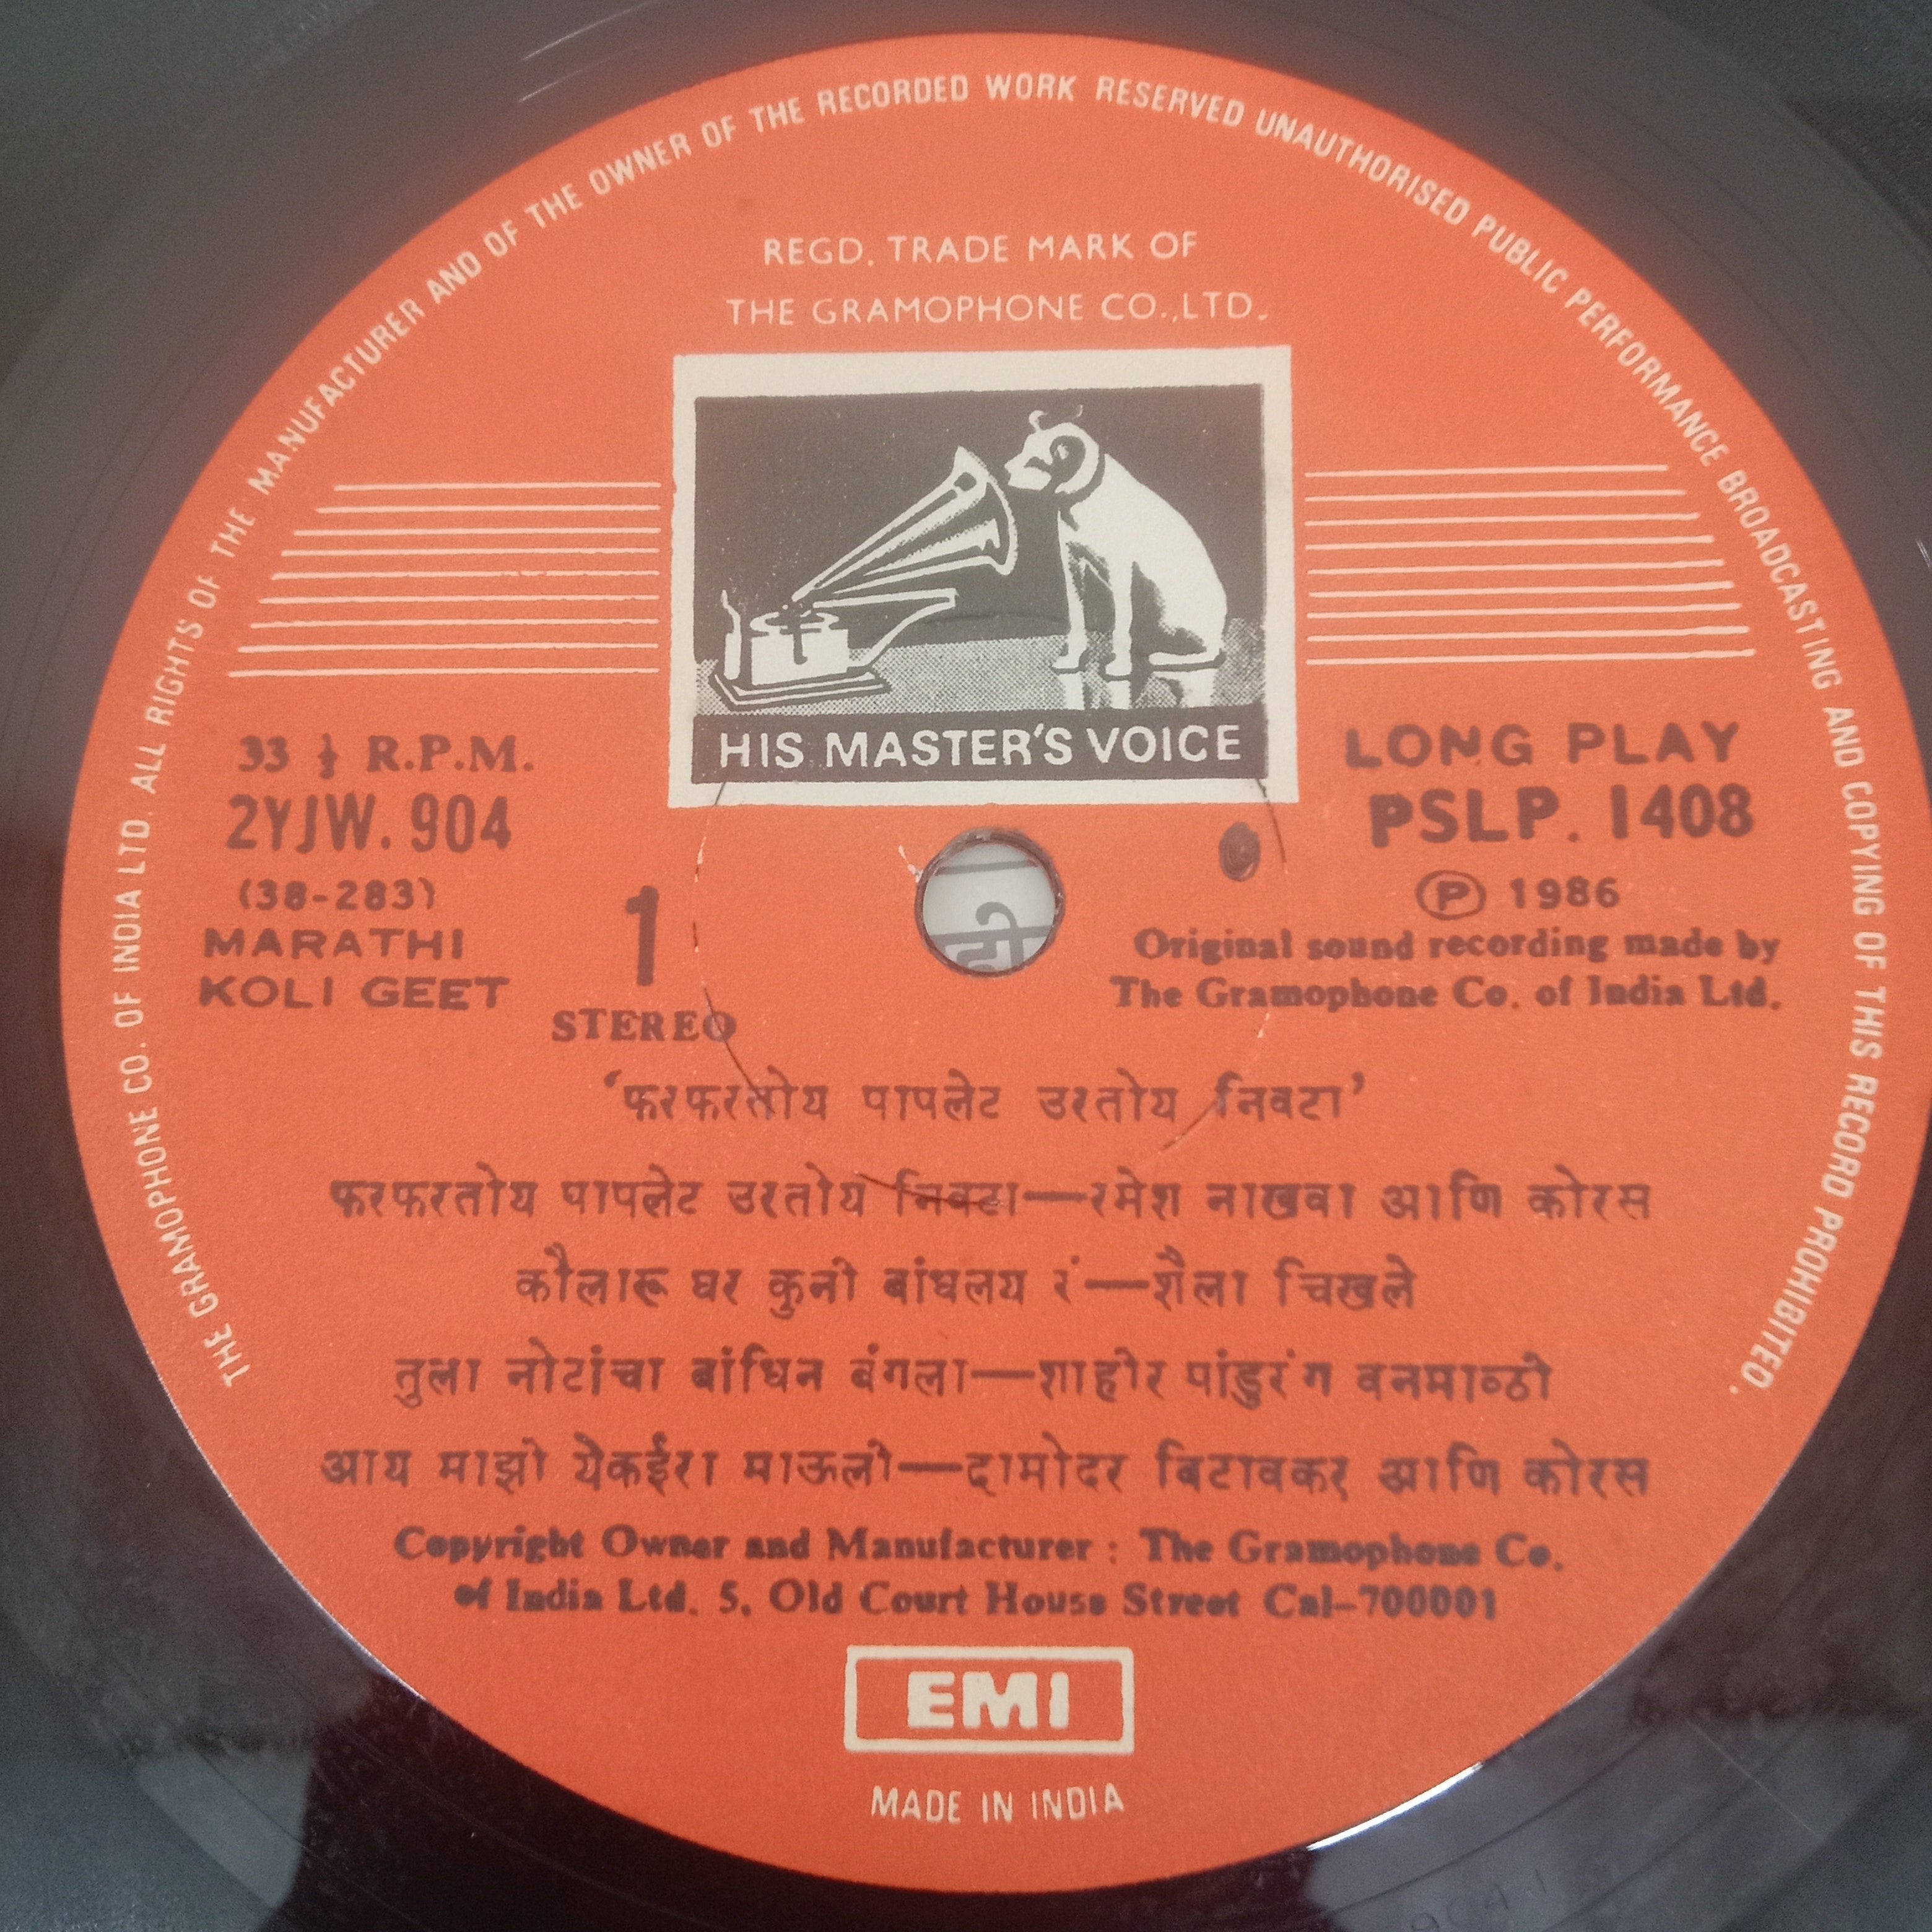 THE GRAMOPHONE CO. OF INDIA LTD. ALL RIGHTS OF THE MANUFACTURER AND OF THE OWNER OF THE RECORDED WORK RESERVED UNAUTHORISED PUBLIC PERFORMANCE BROADCASTING AND COPYING OF THIS RECORD PROHIBITED.
REGD. TRADE MARK OF
THE GRAMOPHONE CO.,LTD.
HIS MASTER'S VOICE
33 ⅓ R.P.M.
2YJW. 904
(38-283)
MARATHI
KOLI GEET
1
STEREO
LONG PLAY
PSLP. 1408
Ⓟ 1986
Original sound recording made by
The Gramophone Co. of India Ltd.
ही
‘फरफरतोय पापलेट उरतोय निवटा’
फरफरतोय पापलेट उरतोय निवटा—रमेश नाखवा आणि कोरस
कौलारू घर कुनी बांधलय रं—शैला चिखले
तुला नोटांचा बांधिन बंगला—शाहीर पांडुरंग वनमाळी
आय माझी येकईरा माऊली—दामोदर विटावकर आणि कोरस
Copyright Owner and Manufacturer : The Gramophone Co.
of India Ltd. 5, Old Court House Street Cal-700001
EMI
MADE IN INDIA